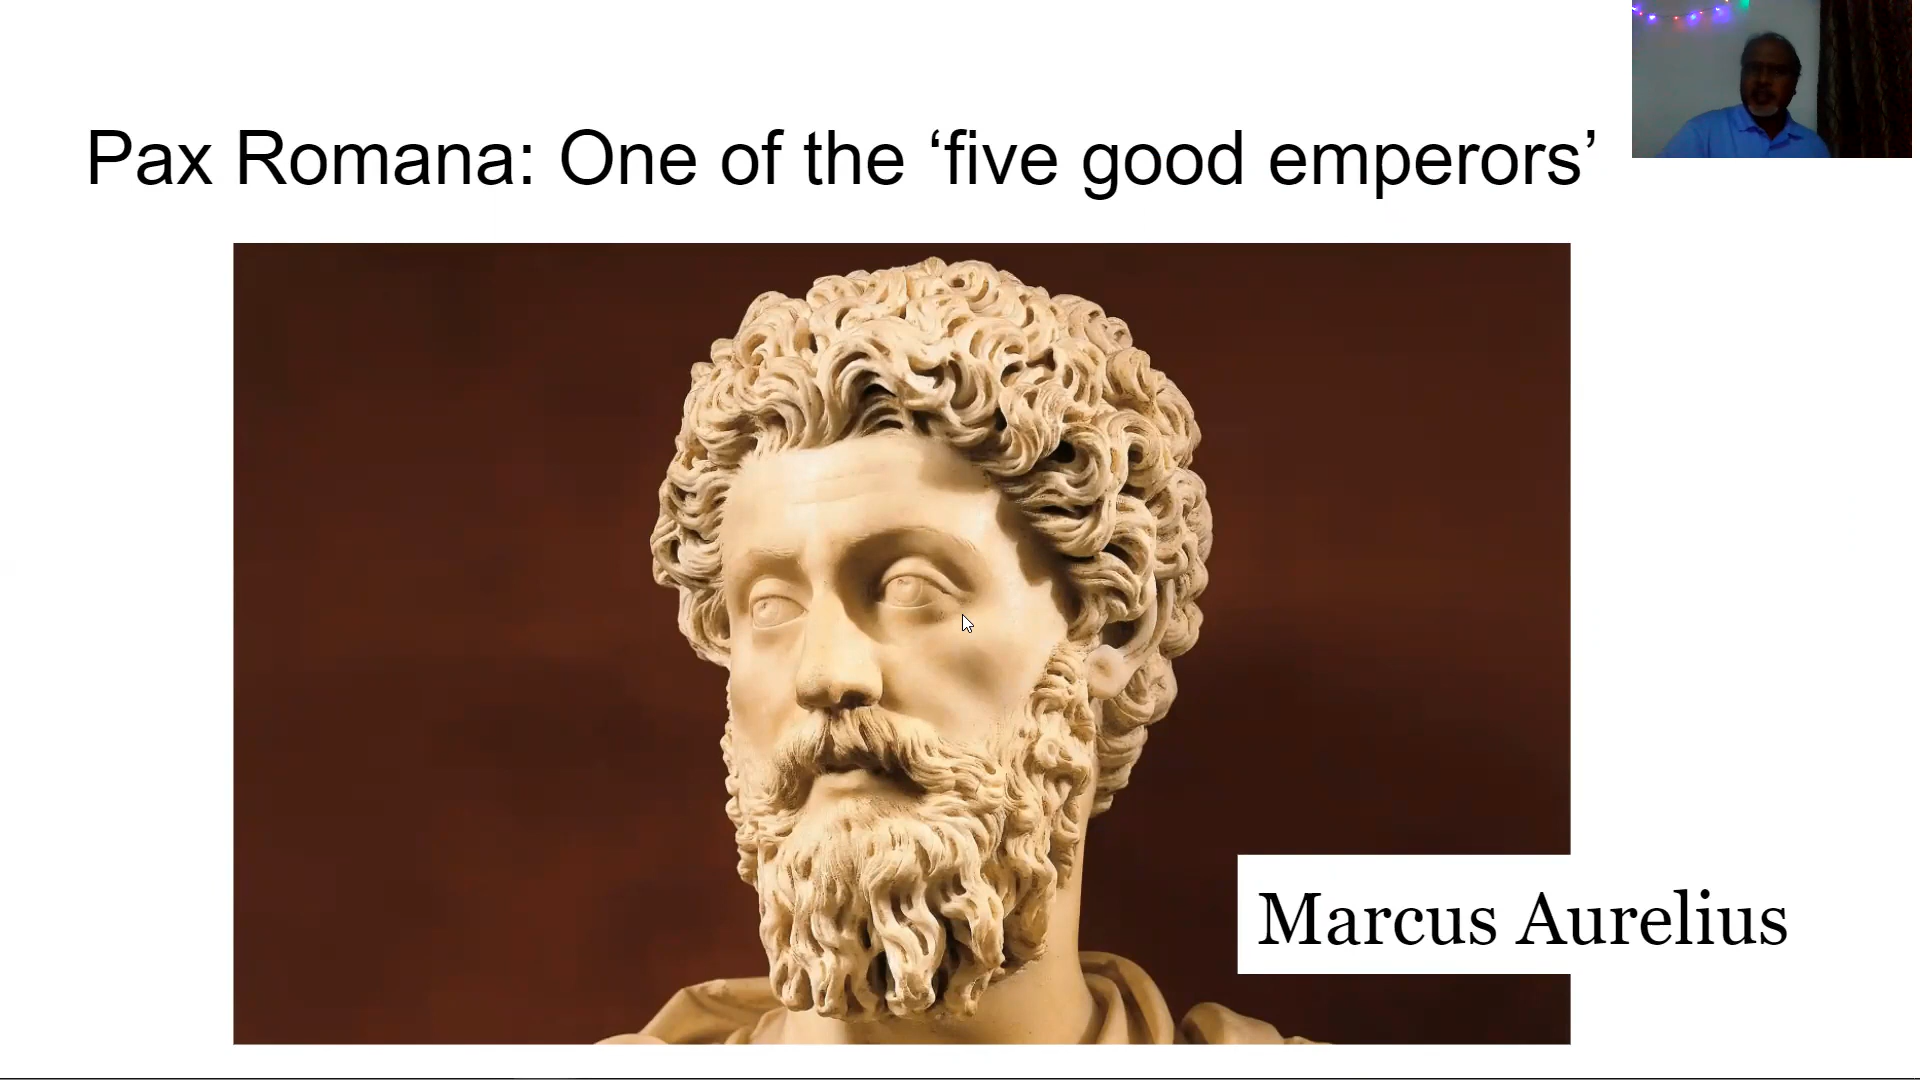 Pax Romana: One of the ‘five good emperors’
Marcus Aurelius